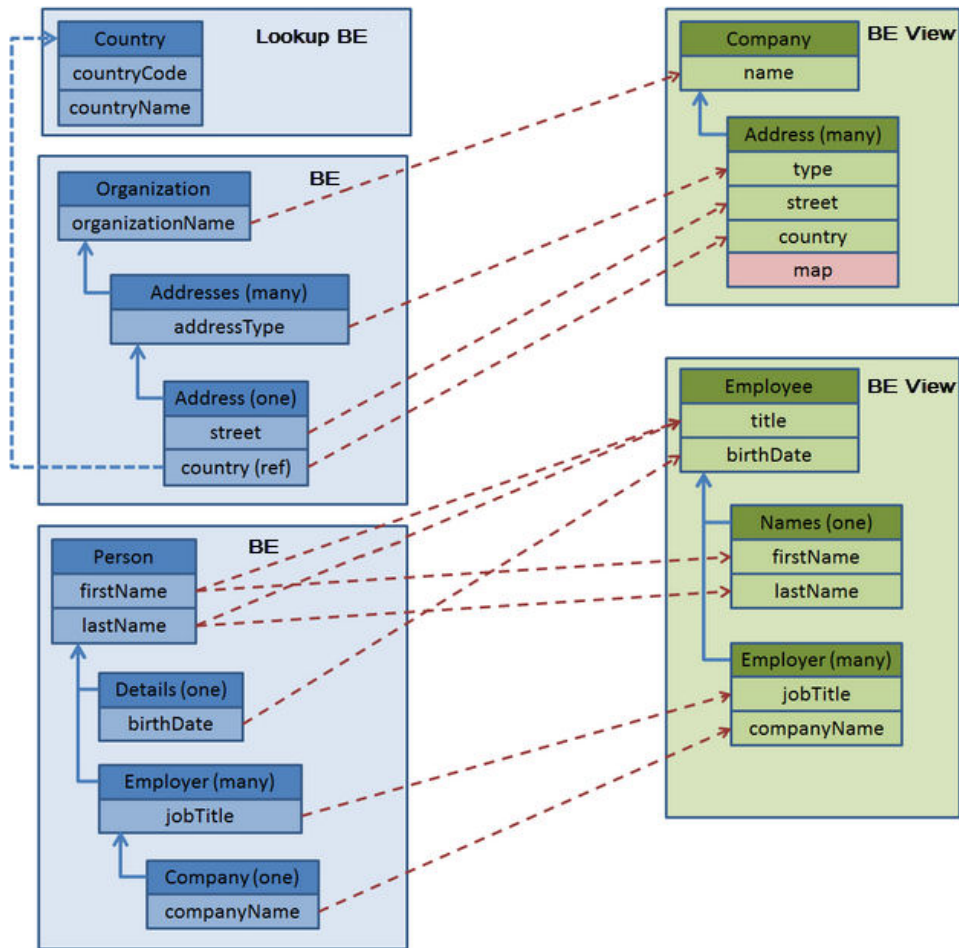 Lookup BE
Country
countryCode
countryName
BE
Organization
organizationName
Addresses (many)
addressType
Address (one)
street
country (ref)
BE
Person
firstName
lastName
Details (one)
birthDate
Employer (many)
jobTitle
Company (one)
companyName
BE View
Company
name
Address (many)
type
street
country
map
BE View
Employee
title
birthDate
Names (one)
firstName
lastName
Employer (many)
jobTitle
companyName